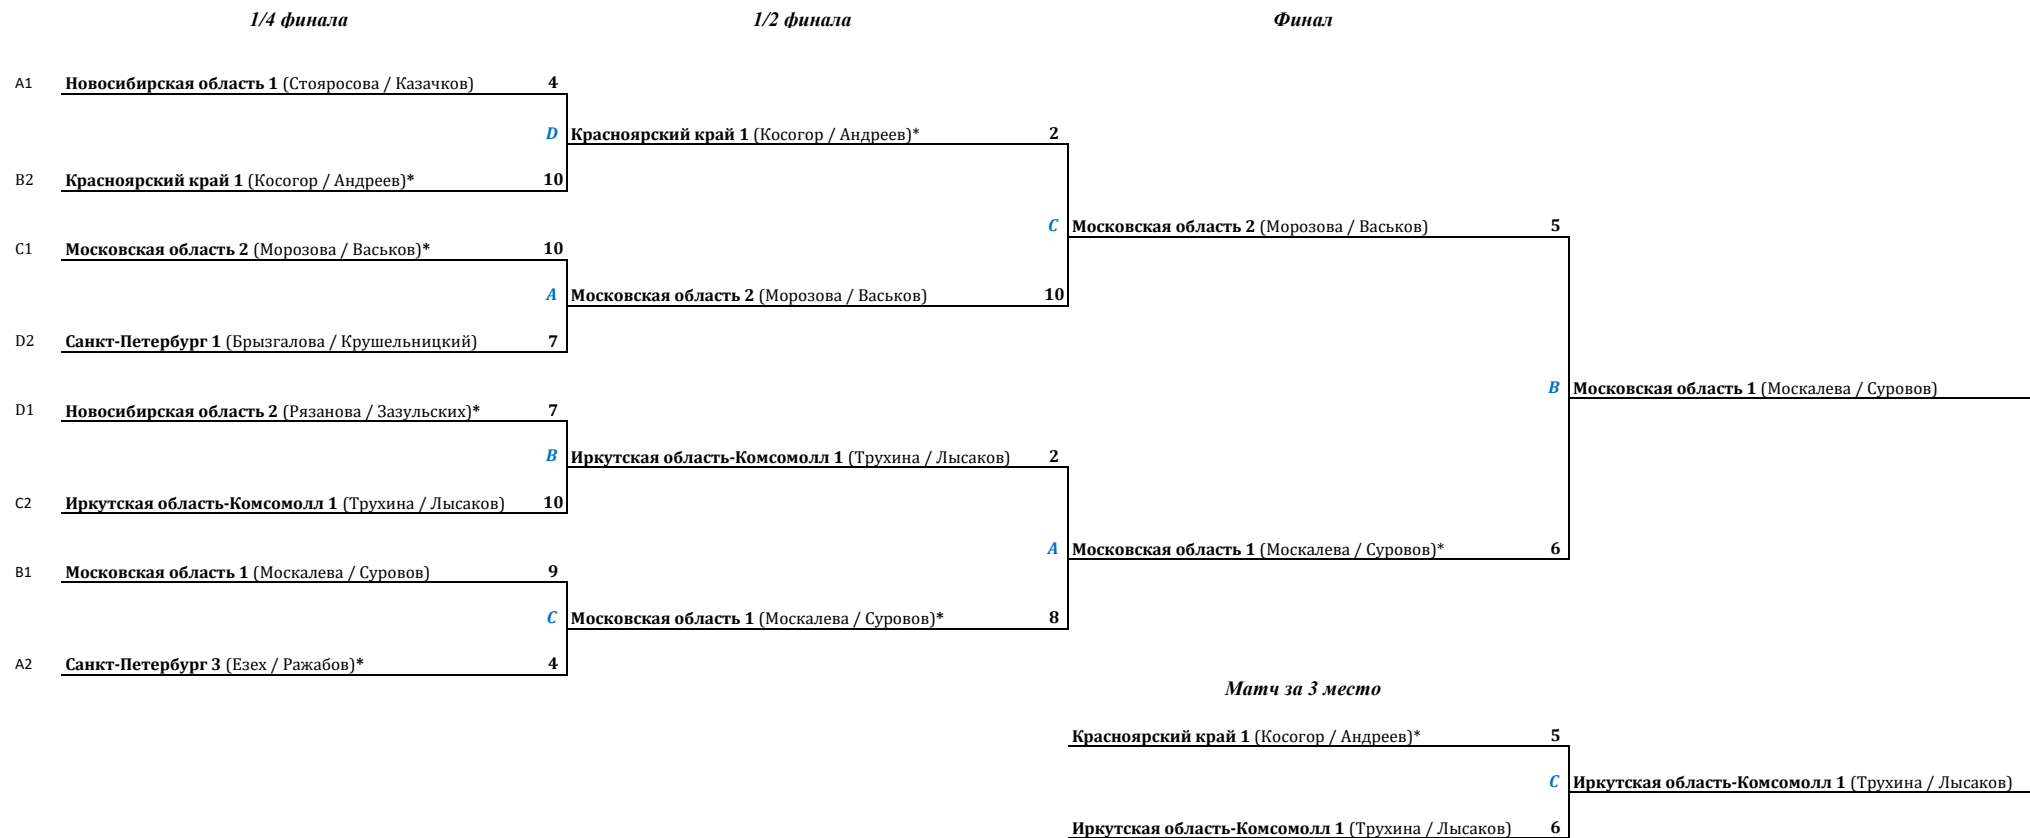 1/4 финала 1/2 финала Финал
A1 Новосибирская область 1 (Стояросова / Казачков) 4
D Красноярский край 1 (Косогор / Андреев)* 2
B2 Красноярский край 1 (Косогор / Андреев)* 10
C Московская область 2 (Морозова / Васьков) 5
C1 Московская область 2 (Морозова / Васьков)* 10
A Московская область 2 (Морозова / Васьков) 10
D2 Санкт-Петербург 1 (Брызгалова / Крушельницкий) 7
B Московская область 1 (Москалева / Суровов)
D1 Новосибирская область 2 (Рязанова / Зазульских)* 7
B Иркутская область-Комсомолл 1 (Трухина / Лысаков) 2
C2 Иркутская область-Комсомолл 1 (Трухина / Лысаков) 10
A Московская область 1 (Москалева / Суровов)* 6
B1 Московская область 1 (Москалева / Суровов) 9
C Московская область 1 (Москалева / Суровов)* 8
A2 Санкт-Петербург 3 (Езех / Ражабов)* 4
Матч за 3 место
Красноярский край 1 (Косогор / Андреев)* 5
C Иркутская область-Комсомолл 1 (Трухина / Лысаков)
Иркутская область-Комсомолл 1 (Трухина / Лысаков) 6